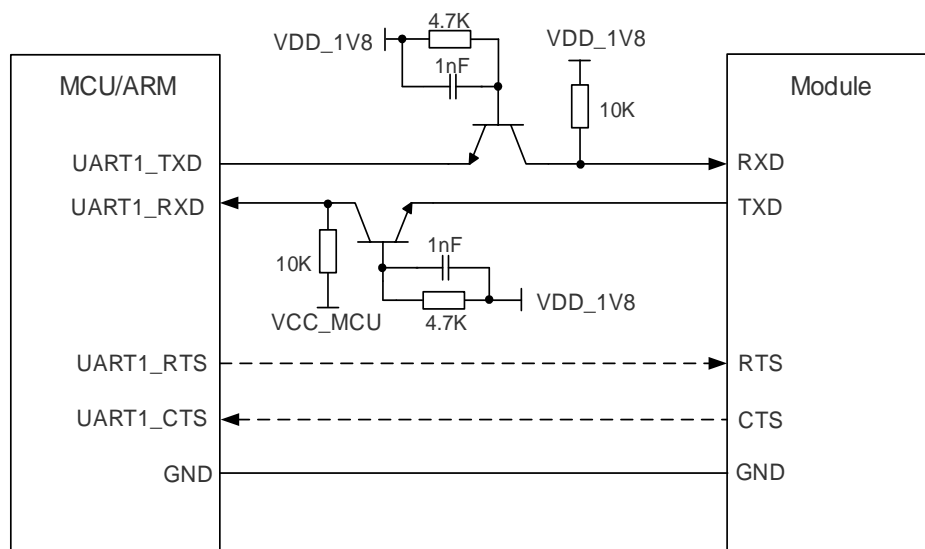 4.7K
VDD_1V8
VDD_1V8
1nF
MCU/ARM
Module
10K
UART1_TXD
RXD
UART1_RXD
TXD
1nF
10K
VDD_1V8
VCC_MCU
4.7K
UART1_RTS
RTS
UART1_CTS
CTS
GND
GND